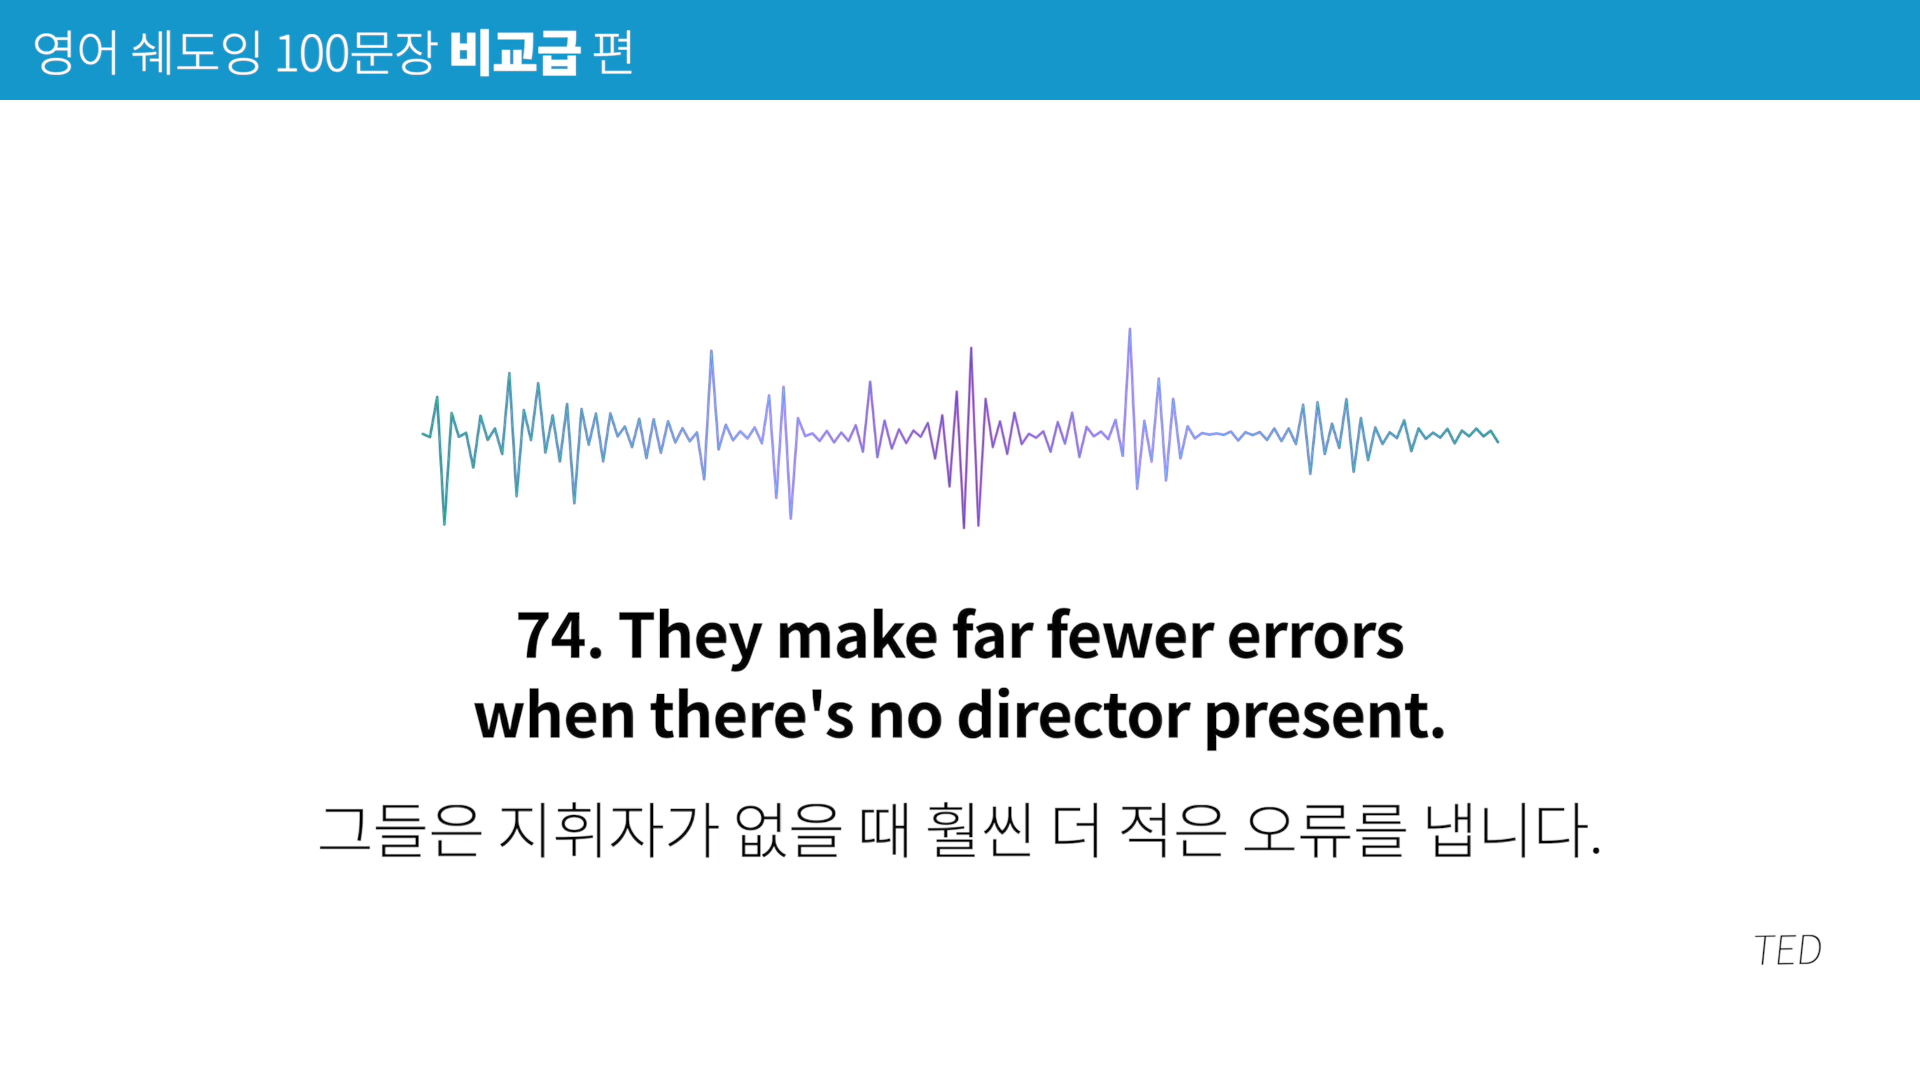 영어 쉐도잉 100문장 비교급 편
74. They make far fewer errors
when there's no director present.
그들은 지휘자가 없을 때 훨씬 더 적은 오류를 냅니다.
TED